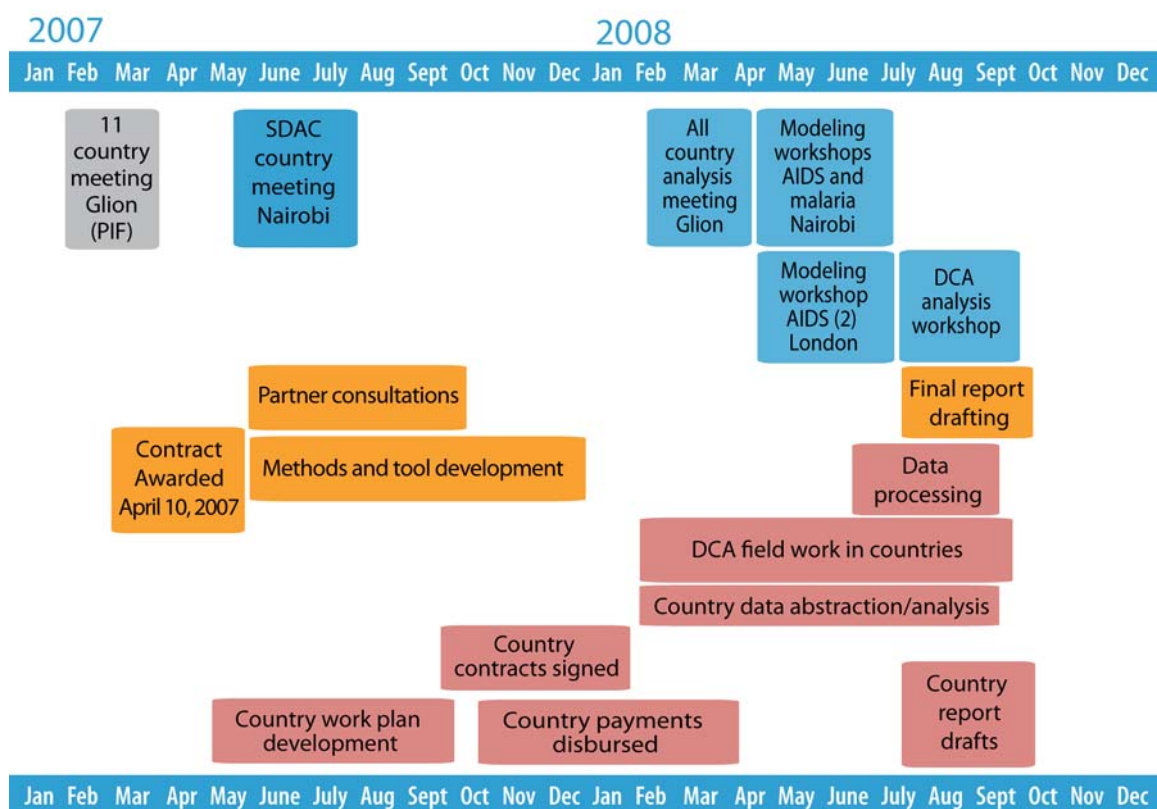 2007 2008
Jan Feb Mar Apr May June July Aug Sept Oct Nov Dec Jan Feb Mar Apr May June July Aug Sept Oct Nov Dec
11
country
meeting
Glion
(PIF)
SDAC
country
meeting
Nairobi
All
country
analysis
meeting
Glion
Modeling
workshops
AIDS and
malaria
Nairobi
Modeling
workshop
AIDS (2)
London
DCA
analysis
workshop
Partner consultations
Final report
drafting
Contract
Awarded
April 10, 2007
Methods and tool development
Data
processing
DCA field work in countries
Country data abstraction/analysis
Country
contracts signed
Country work plan
development
Country payments
disbursed
Country
report
drafts
Jan Feb Mar Apr May June July Aug Sept Oct Nov Dec Jan Feb Mar Apr May June July Aug Sept Oct Nov Dec